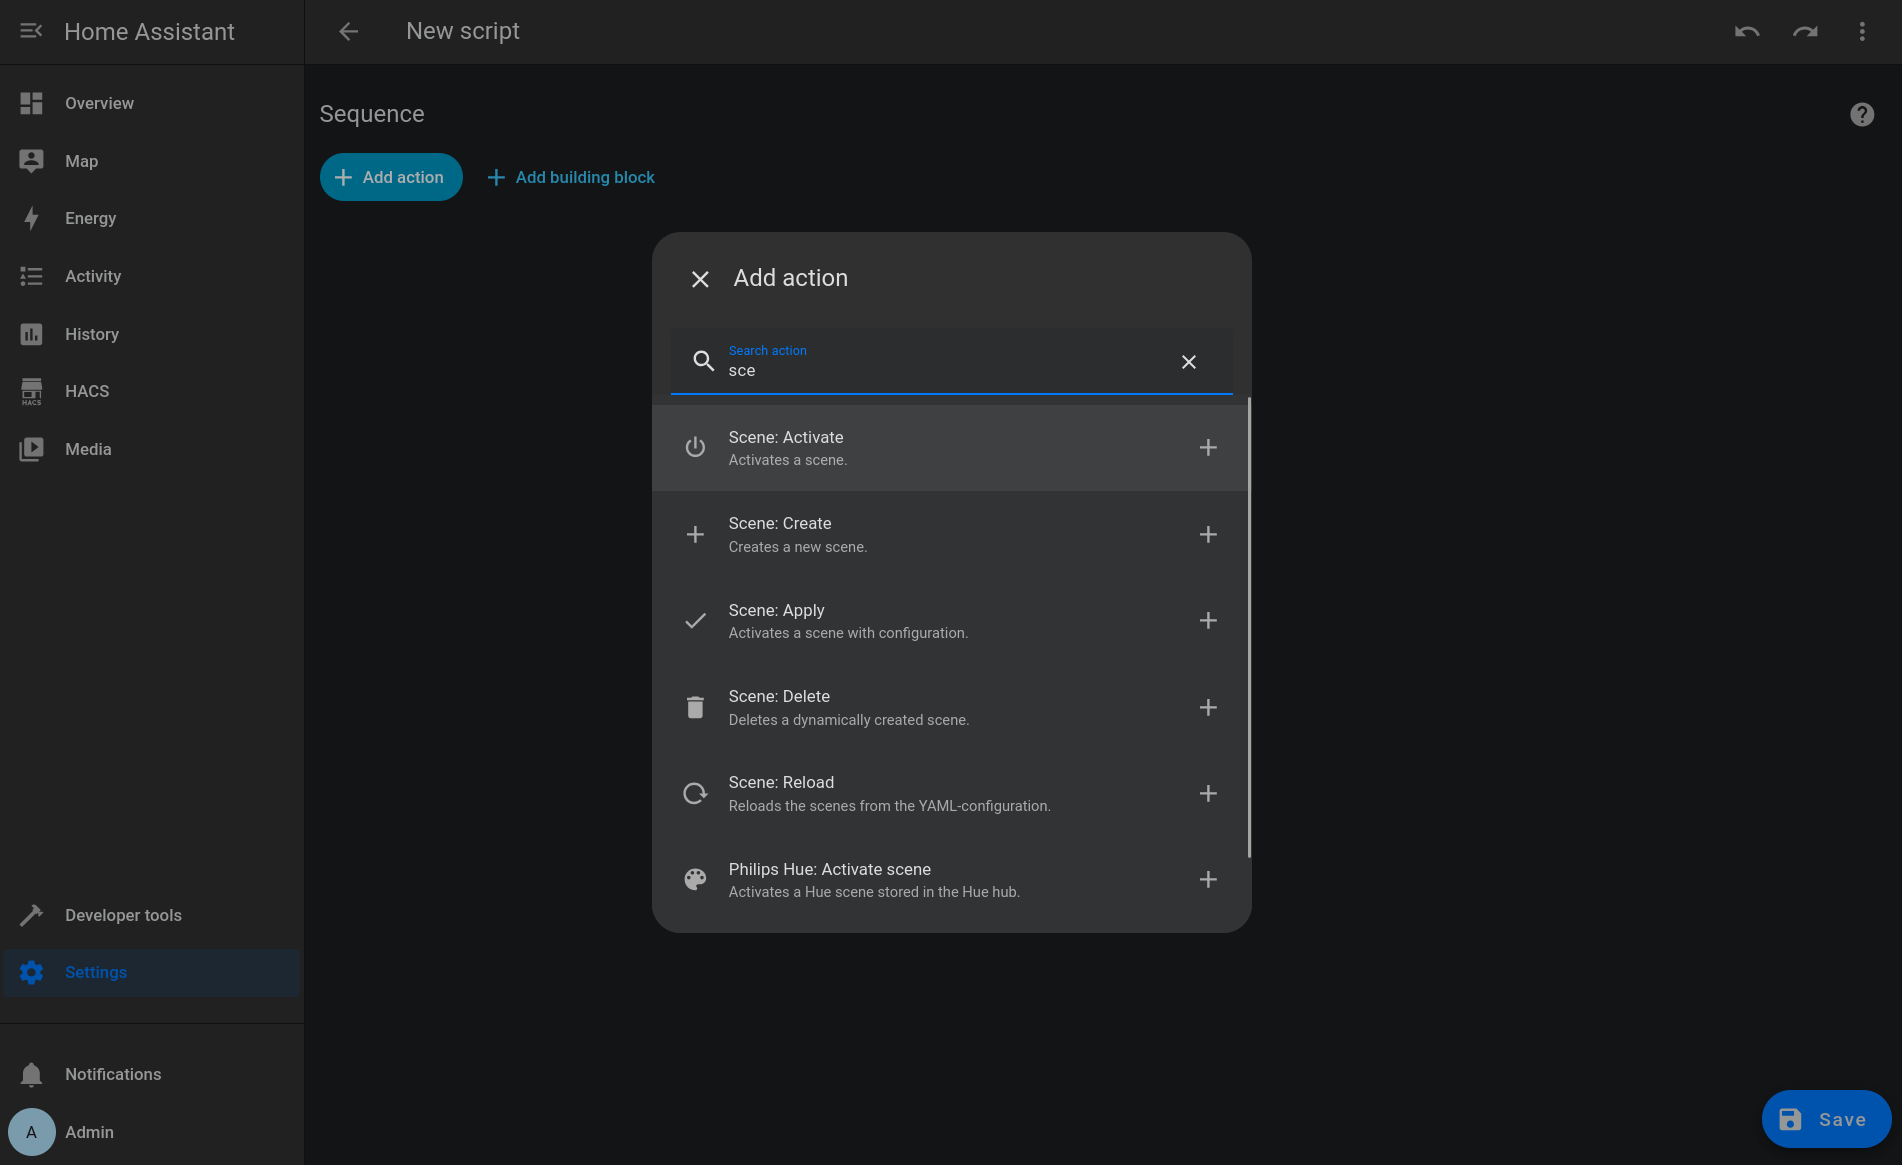 Home Assistant
New script
Overview
Map
Energy
Activity
History
HACS
HACS
Media
Developer tools
Settings
Notifications
A
Admin
Sequence
Add action
Add building block
Add action
Search action
sce
Scene: Activate
Activates a scene.
Scene: Create
Creates a new scene.
Scene: Apply
Activates a scene with configuration.
Scene: Delete
Deletes a dynamically created scene.
Scene: Reload
Reloads the scenes from the YAML-configuration.
Philips Hue: Activate scene
Activates a Hue scene stored in the Hue hub.
Save